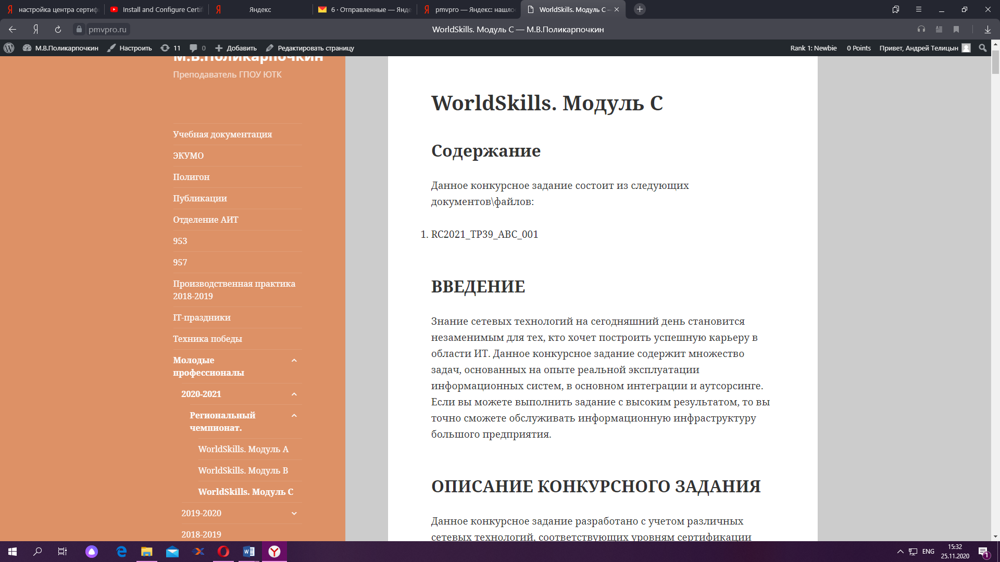 настройка центра сертиф
Install and Configure Certif
Яндекс
6 · Отправленные — Янде
pmvpro — Яндекс: нашлос
WorldSkills. Модуль C —
pmvpro.ru
WorldSkills. Модуль C — М.В.Поликарпочкин
М.В.Поликарпочкин
Настроить
11
0
Добавить
Редактировать страницу
Rank 1: Newbie
0 Points
Привет, Андрей Телицын
М.В.Поликарпочкин
Преподаватель ГПОУ ЮТК
Учебная документация
ЭКУМО
Полигон
Публикации
Отделение АИТ
953
957
Производственная практика
2018-2019
IT-праздники
Техника победы
Молодые
профессионалы
2020-2021
Региональный
чемпионат.
WorldSkills. Модуль A
WorldSkills. Модуль B
WorldSkills. Модуль C
2019-2020
2018-2019
WorldSkills. Модуль C
Содержание
Данное конкурсное задание состоит из следующих
документов\файлов:
1. RC2021_TP39_ABC_001
ВВЕДЕНИЕ
Знание сетевых технологий на сегодняшний день становится
незаменимым для тех, кто хочет построить успешную карьеру в
области ИТ. Данное конкурсное задание содержит множество
задач, основанных на опыте реальной эксплуатации
информационных систем, в основном интеграции и аутсорсинге.
Если вы можете выполнить задание с высоким результатом, то вы
точно сможете обслуживать информационную инфраструктуру
большого предприятия.
ОПИСАНИЕ КОНКУРСНОГО ЗАДАНИЯ
Данное конкурсное задание разработано с учетом различных
сетевых технологий, соответствующих уровням сертификации
ENG
15:32
25.11.2020
1